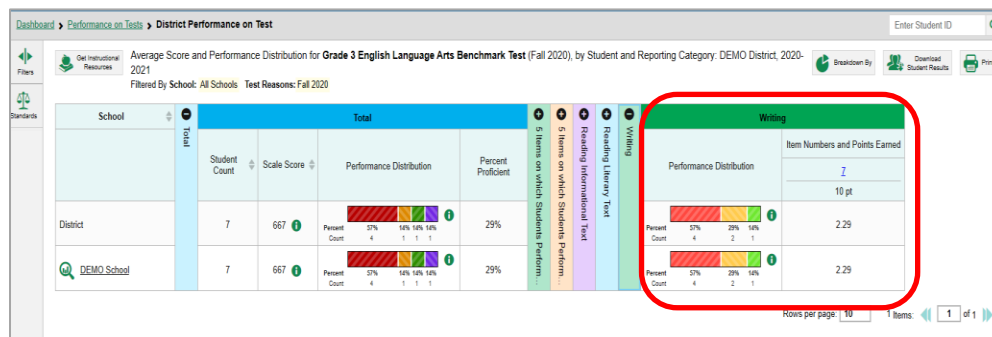 Dashboard > Performance on Tests > District Performance on Test
Enter Student ID
Filters
Standards
Get Instructional Resources
Average Score and Performance Distribution for Grade 3 English Language Arts Benchmark Test (Fall 2020), by Student and Reporting Category: DEMO District, 2020-
2021
Filtered By School: All Schools Test Reasons: Fall 2020
Breakdown By
Download Student Results
Prin
School
Total
Total
Student Count
Scale Score
Performance Distribution
Percent Proficient
5 Items on which Students Perform...
5 Items on which Students Perform...
Reading Informational Text
Reading Literary Text
Writing
Writing
Performance Distribution
Item Numbers and Points Earned
7
10 pt
District
7
667
Percent 57% 14% 14% 14%
Count 4 1 1 1
29%
Percent 57% 29% 14%
Count 4 2 1
2.29
DEMO School
7
667
Percent 57% 14% 14% 14%
Count 4 1 1 1
29%
Percent 57% 29% 14%
Count 4 2 1
2.29
Rows per page: 10 1 Items: 1 of 1